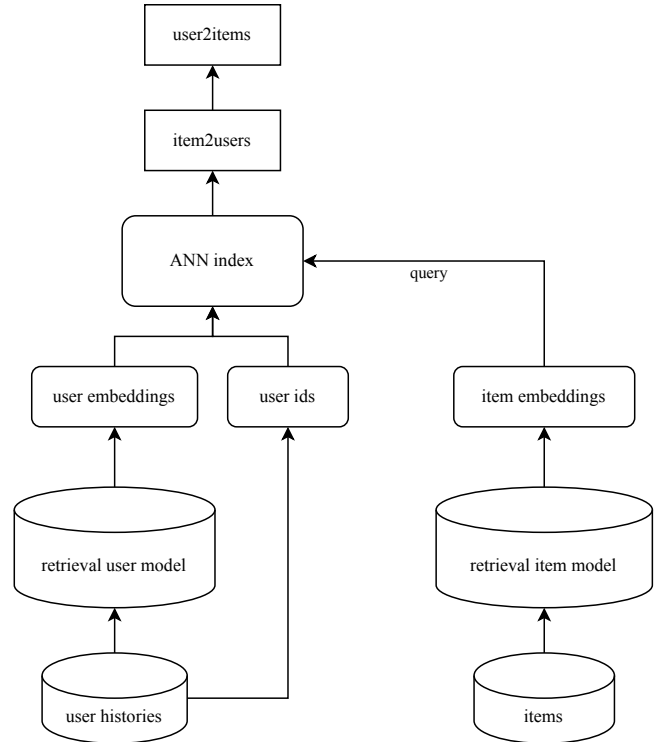 user2items
item2users
ANN index
query
user embeddings
user ids
item embeddings
retrieval user model
retrieval item model
user histories
items